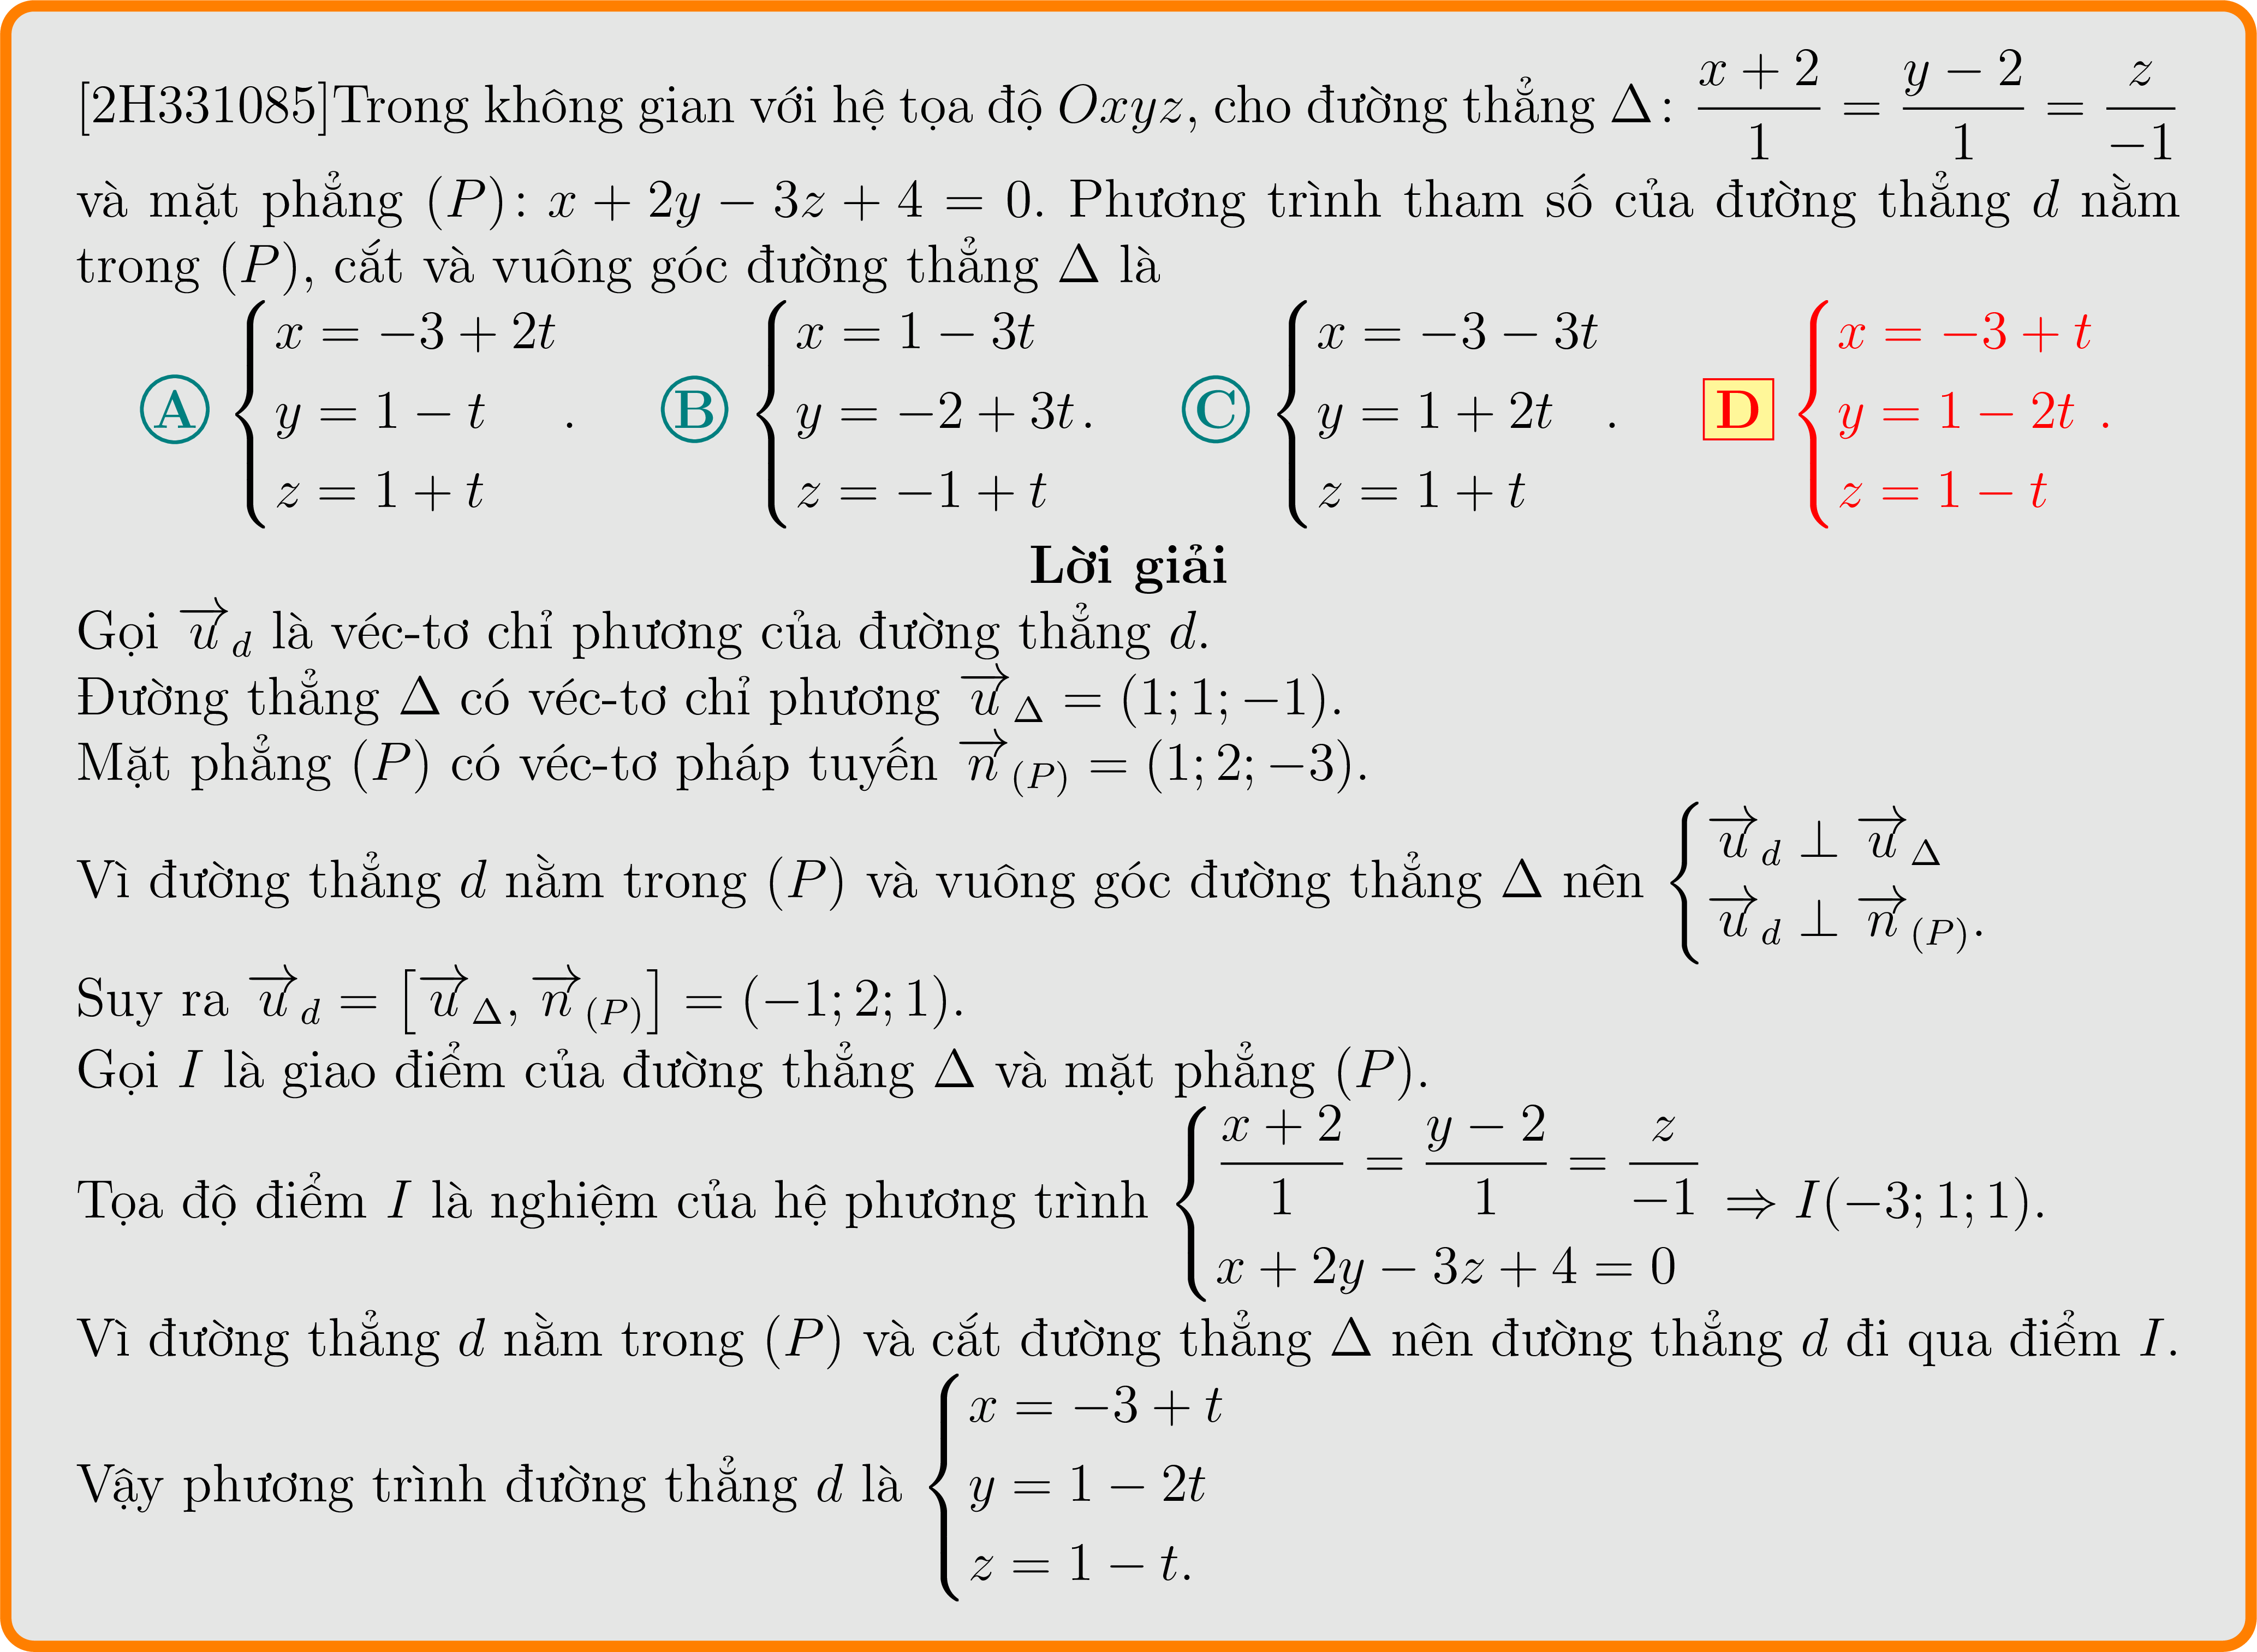 [2H331085]Trong không gian với hệ tọa độ $Oxyz$, cho đường thẳng $\Delta\colon \dfrac{x+2}{1} = \dfrac{y-2}{1} = \dfrac{z}{-1}$
và mặt phẳng $(P)\colon x + 2y - 3z + 4 = 0$. Phương trình tham số của đường thẳng $d$ nằm
trong $(P)$, cắt và vuông góc đường thẳng $\Delta$ là
A $\begin{cases} x = -3 + 2t \\ y = 1 - t \\ z = 1 + t \end{cases}$. B $\begin{cases} x = 1 - 3t \\ y = -2 + 3t \\ z = -1 + t \end{cases}$. C $\begin{cases} x = -3 - 3t \\ y = 1 + 2t \\ z = 1 + t \end{cases}$. D $\begin{cases} x = -3 + t \\ y = 1 - 2t \\ z = 1 - t \end{cases}$.
Lời giải
Gọi $\overrightarrow{u}_d$ là véc-tơ chỉ phương của đường thẳng $d$.
Đường thẳng $\Delta$ có véc-tơ chỉ phương $\overrightarrow{u}_\Delta = (1; 1; -1)$.
Mặt phẳng $(P)$ có véc-tơ pháp tuyến $\overrightarrow{n}_{(P)} = (1; 2; -3)$.
Vì đường thẳng $d$ nằm trong $(P)$ và vuông góc đường thẳng $\Delta$ nên $\begin{cases} \overrightarrow{u}_d \perp \overrightarrow{u}_\Delta \\ \overrightarrow{u}_d \perp \overrightarrow{n}_{(P)}. \end{cases}$
Suy ra $\overrightarrow{u}_d = \left[\overrightarrow{u}_\Delta, \overrightarrow{n}_{(P)}\right] = (-1; 2; 1)$.
Gọi $I$ là giao điểm của đường thẳng $\Delta$ và mặt phẳng $(P)$.
Tọa độ điểm $I$ là nghiệm của hệ phương trình $\begin{cases} \dfrac{x+2}{1} = \dfrac{y-2}{1} = \dfrac{z}{-1} \\ x + 2y - 3z + 4 = 0 \end{cases} \Rightarrow I(-3; 1; 1)$.
Vì đường thẳng $d$ nằm trong $(P)$ và cắt đường thẳng $\Delta$ nên đường thẳng $d$ đi qua điểm $I$.
Vậy phương trình đường thẳng $d$ là $\begin{cases} x = -3 + t \\ y = 1 - 2t \\ z = 1 - t. \end{cases}$